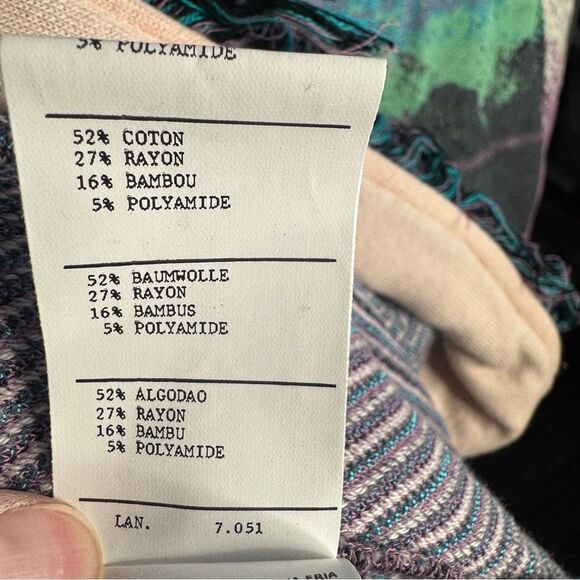 5% POLYAMIDE
52% COTON
27% RAYON
16% BAMBOU
5% POLYAMIDE
52% BAUMWOLLE
27% RAYON
16% BAMBUS
5% POLYAMIDE
52% ALGODAO
27% RAYON
16% BAMBU
5% POLYAMIDE
LAN. 7.051